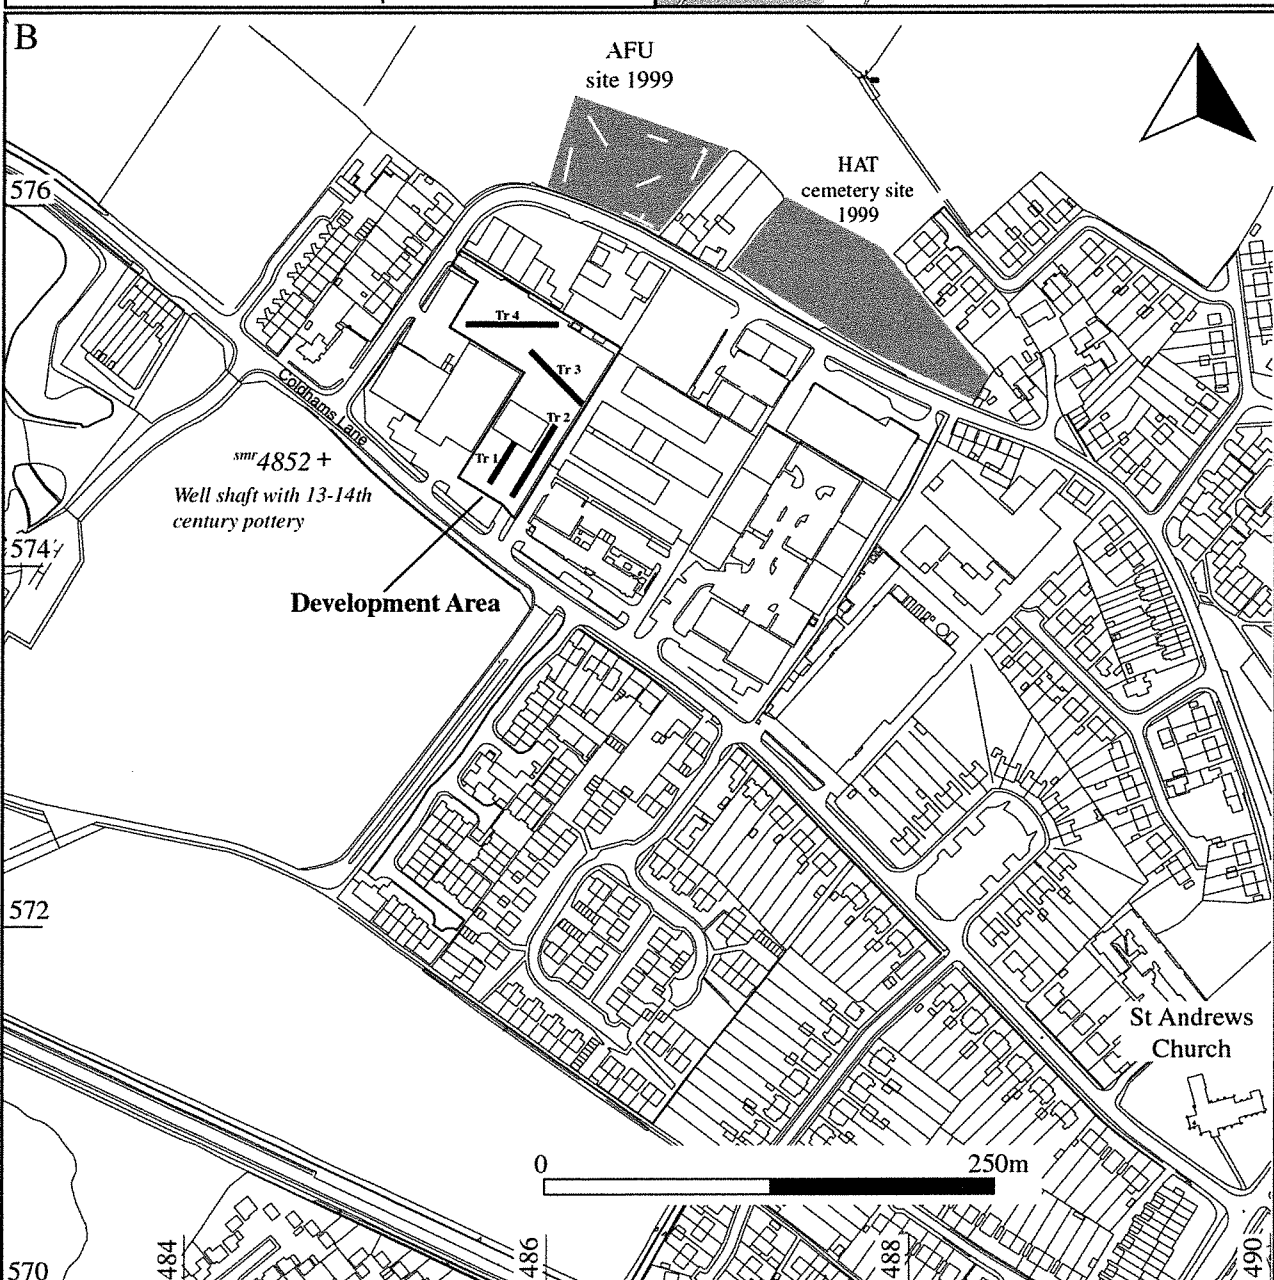 B
AFU
site 1999
HAT
cemetery site
1999
576
Tr 4
Tr 3
Tr 2
Tr 1
Coldhams Lane
smr4852 +
Well shaft with 13-14th
century pottery
574
Development Area
572
St Andrews
Church
0 250m
570
484
486
488
490